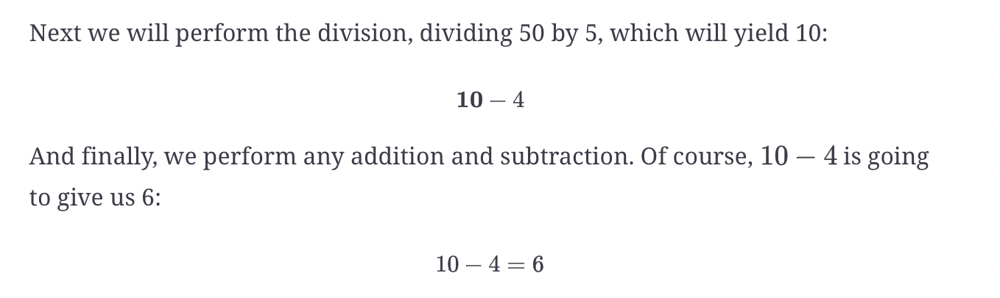 Next we will perform the division, dividing 50 by 5, which will yield 10:
10 − 4
And finally, we perform any addition and subtraction. Of course, 10 − 4 is going
to give us 6:
10 − 4 = 6